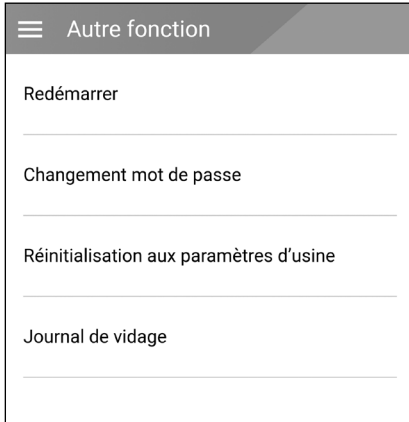 Autre fonction
Redémarrer
Changement mot de passe
Réinitialisation aux paramètres d’usine
Journal de vidage